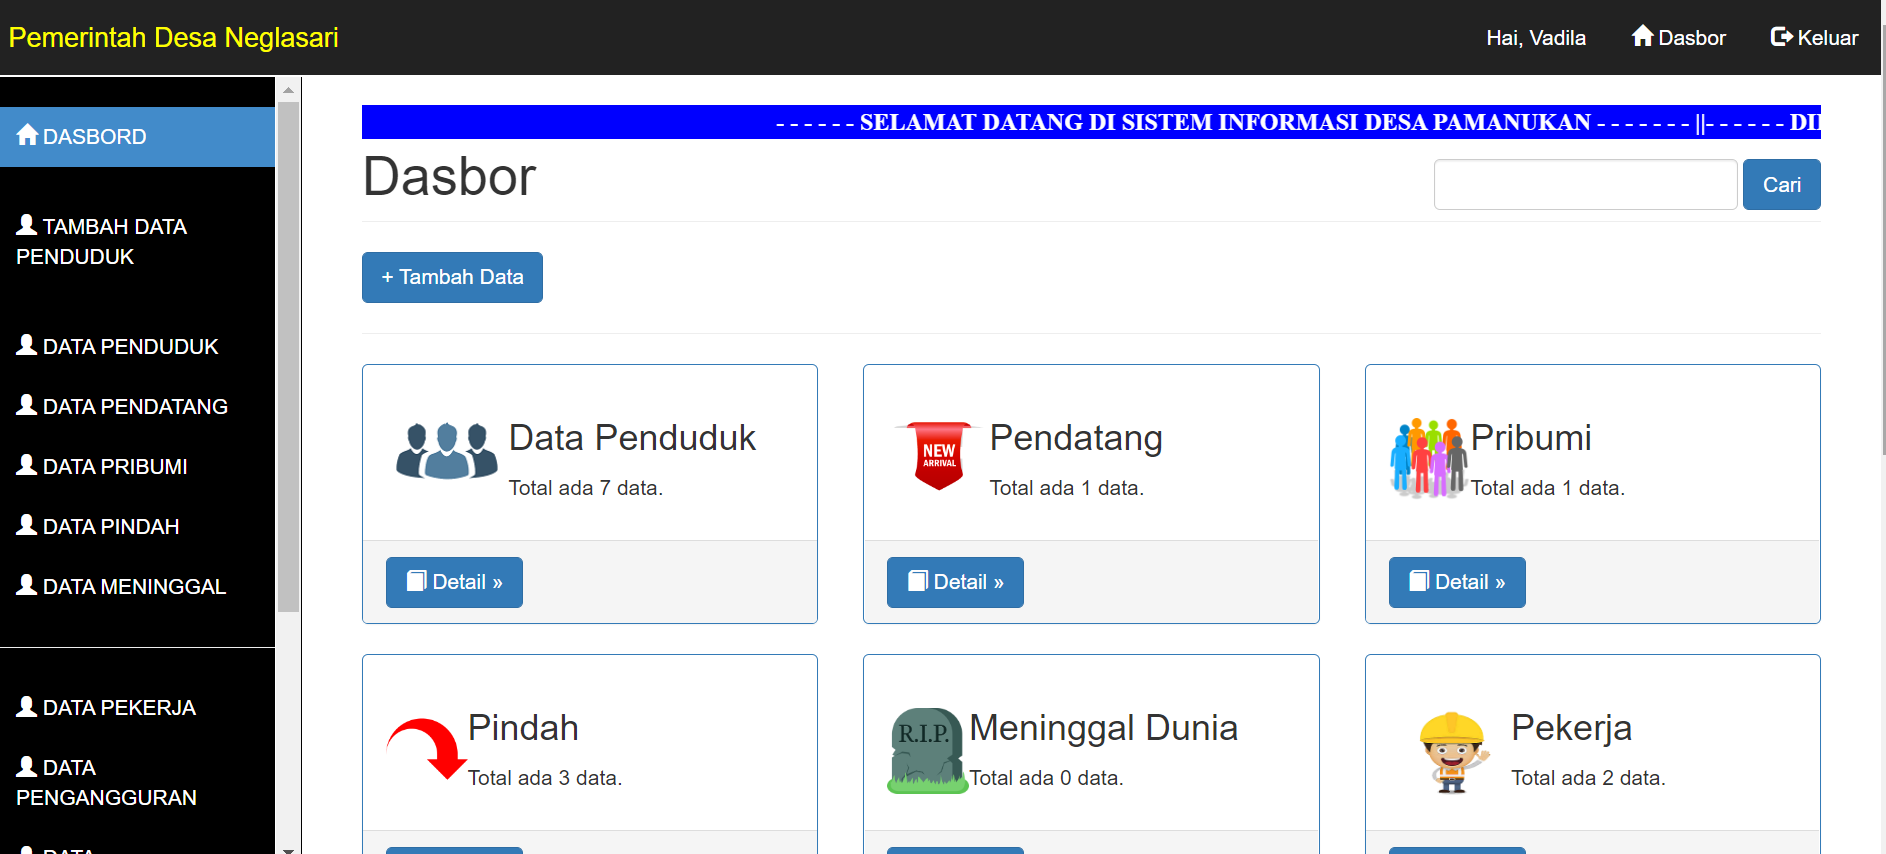 Pemerintah Desa Neglasari
Hai, Vadila
Dasbor
Keluar
DASBORD
TAMBAH DATA
PENDUDUK
DATA PENDUDUK
DATA PENDATANG
DATA PRIBUMI
DATA PINDAH
DATA MENINGGAL
DATA PEKERJA
DATA
PENGANGGURAN
DATA
- - - - - - SELAMAT DATANG DI SISTEM INFORMASI DESA PAMANUKAN - - - - - - - ||- - - - - - DI
Dasbor
Cari
+ Tambah Data
Data Penduduk
Total ada 7 data.
Detail »
NEW
ARRIVAL
Pendatang
Total ada 1 data.
Detail »
Pribumi
Total ada 1 data.
Detail »
Pindah
Total ada 3 data.
R.I.P.
Meninggal Dunia
Total ada 0 data.
Pekerja
Total ada 2 data.